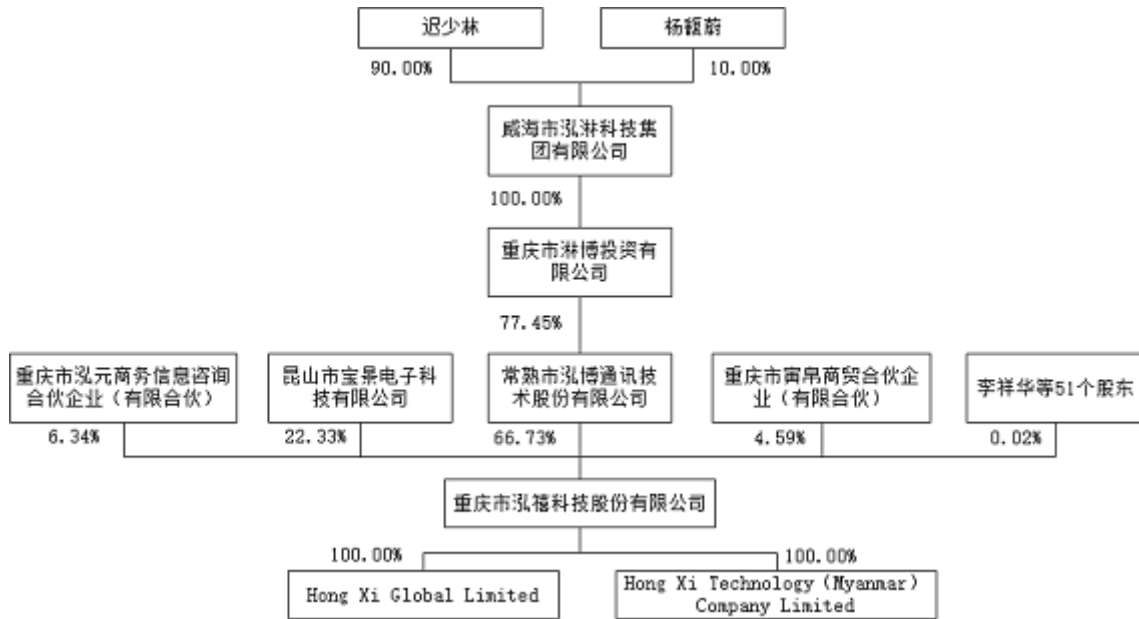 迟少林
杨馥蔚
90.00%
10.00%
威海市泓淋科技集
团有限公司
100.00%
重庆市淋博投资有
限公司
77.45%
重庆市泓元商务信息咨询
合伙企业（有限合伙）
昆山市宝景电子科
技有限公司
常熟市泓博通讯技
术股份有限公司
重庆市寅帛商贸合伙企
业（有限合伙）
李祥华等51个股东
6.34%
22.33%
66.73%
4.59%
0.02%
重庆市泓禧科技股份有限公司
100.00%
100.00%
Hong Xi Global Limited
Hong Xi Technology（Myanmar）
Company Limited